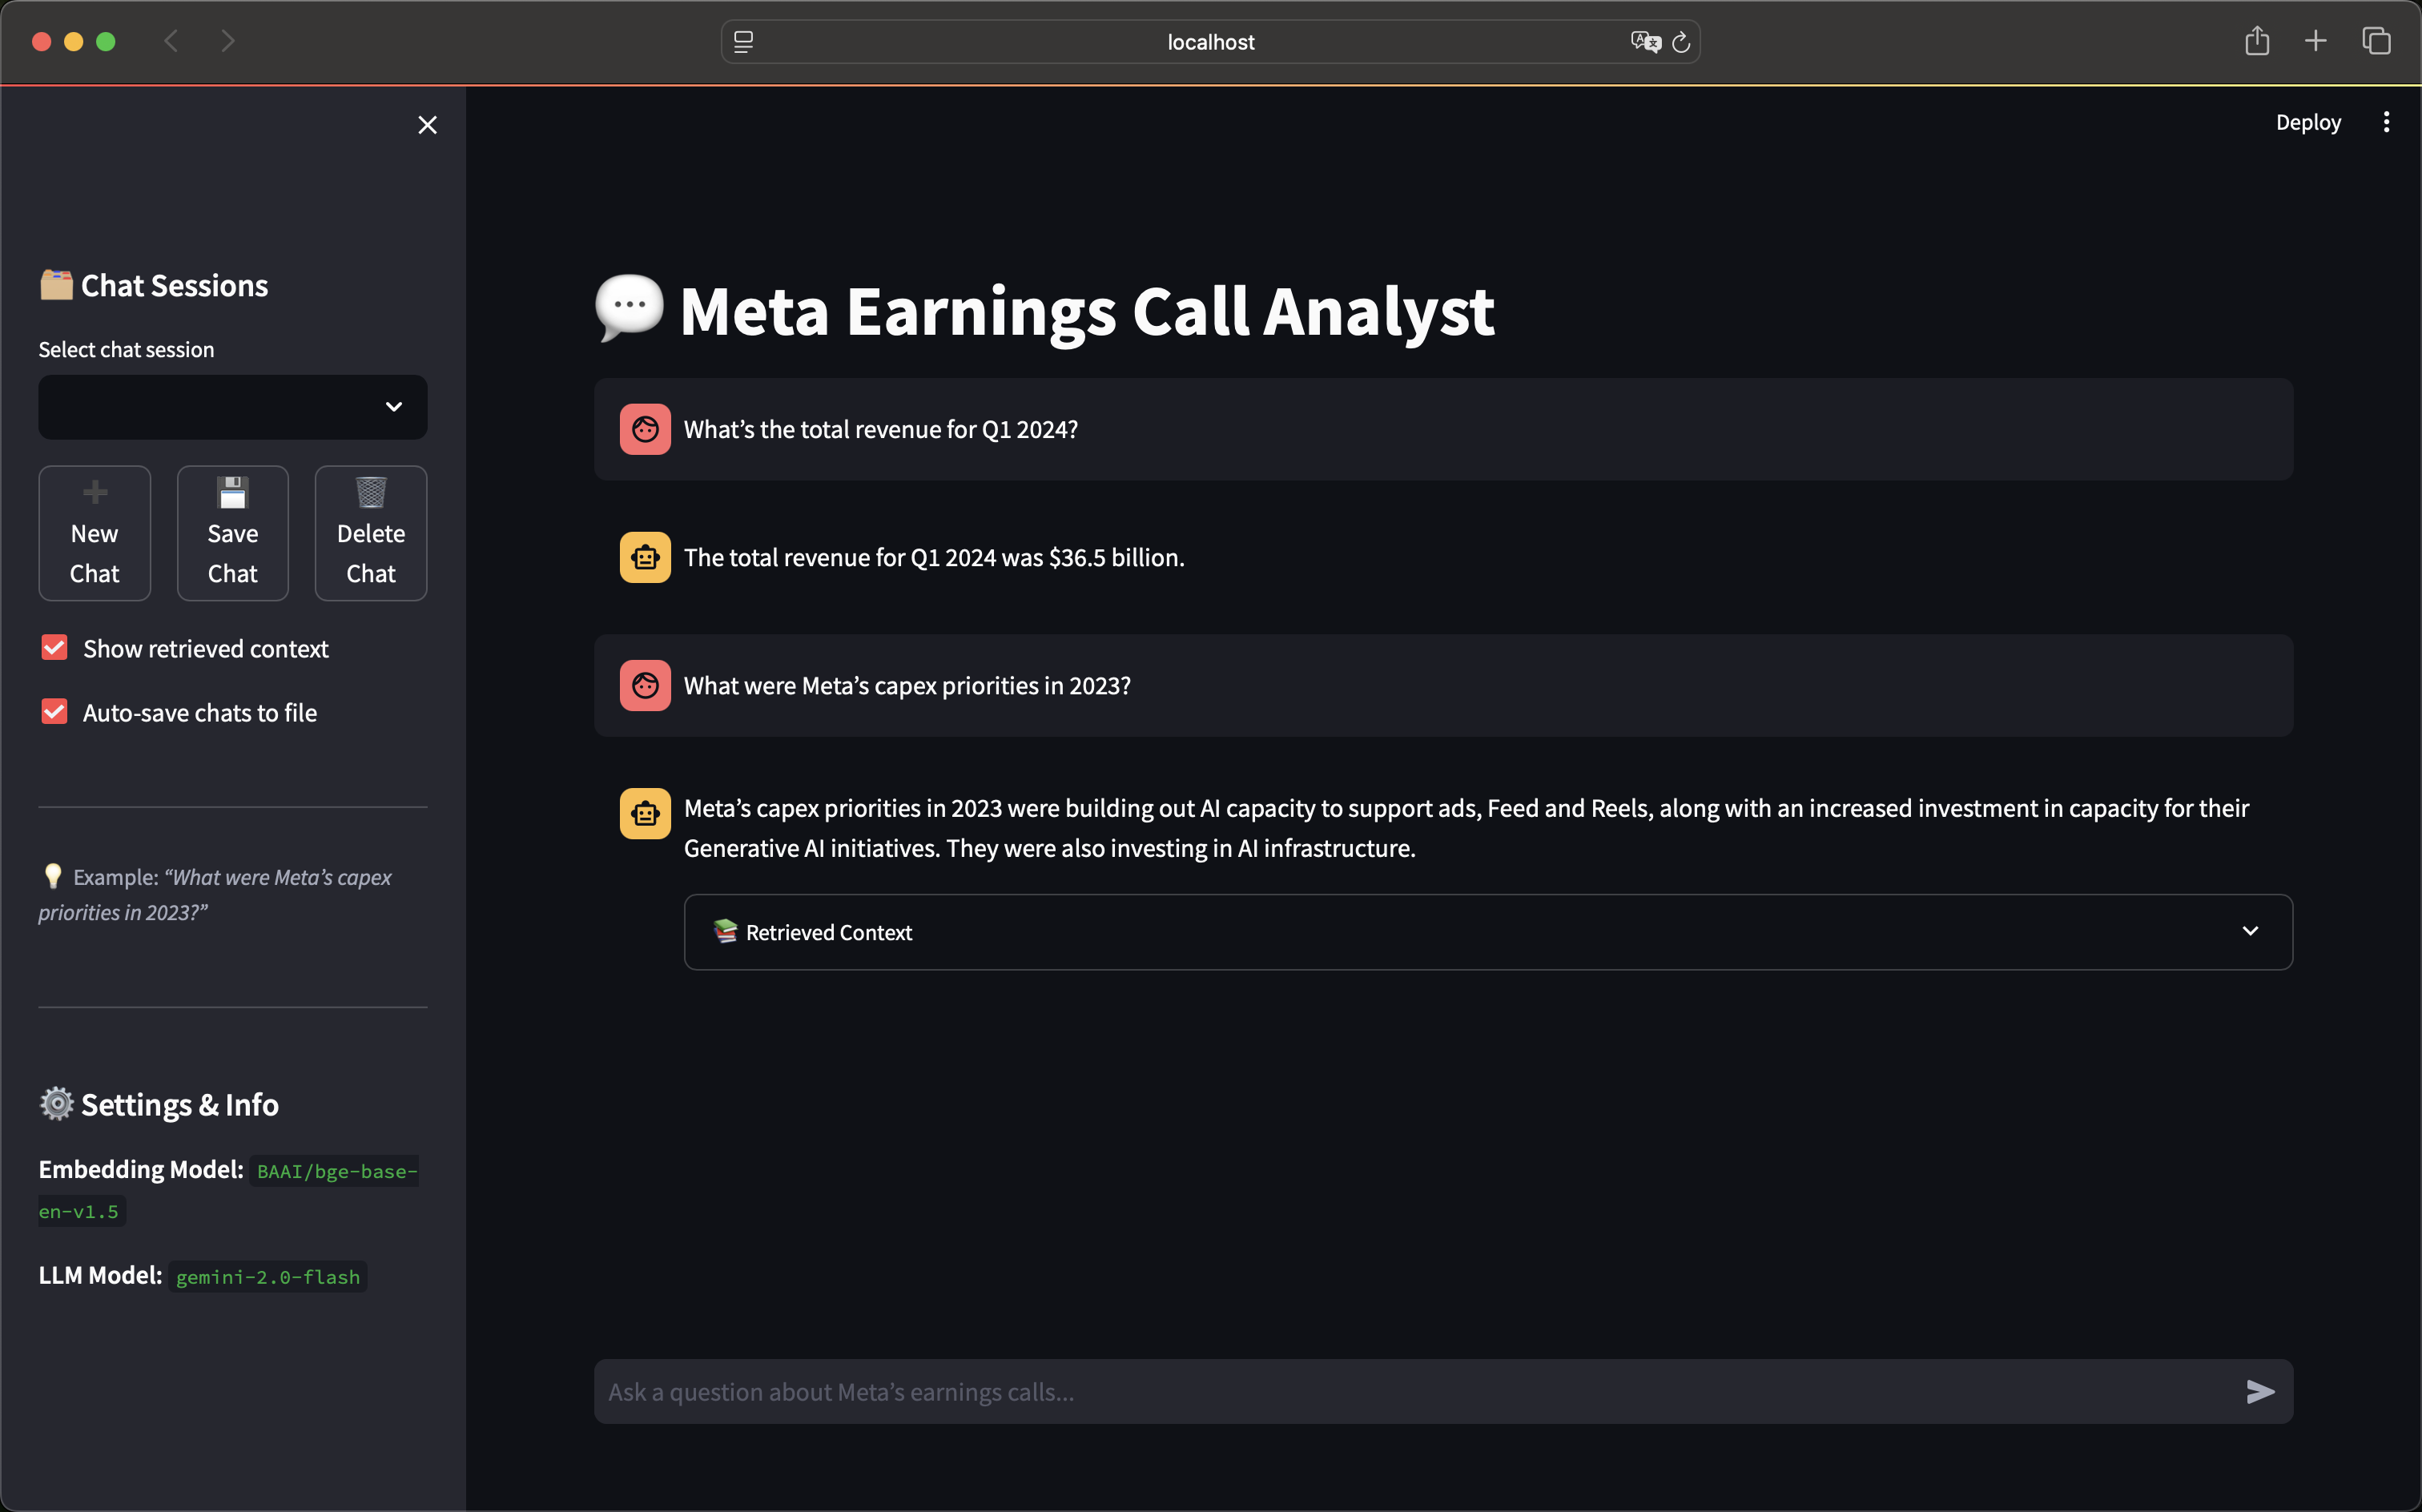 localhost
Deploy
Chat Sessions
Select chat session
New
Chat
Save
Chat
Delete
Chat
Show retrieved context
Auto-save chats to file
Example: “What were Meta’s capex
priorities in 2023?”
Settings & Info
Embedding Model: BAAI/bge-base-
en-v1.5
LLM Model: gemini-2.0-flash
Meta Earnings Call Analyst
What’s the total revenue for Q1 2024?
The total revenue for Q1 2024 was $36.5 billion.
What were Meta’s capex priorities in 2023?
Meta’s capex priorities in 2023 were building out AI capacity to support ads, Feed and Reels, along with an increased investment in capacity for their
Generative AI initiatives. They were also investing in AI infrastructure.
Retrieved Context
Ask a question about Meta’s earnings calls...